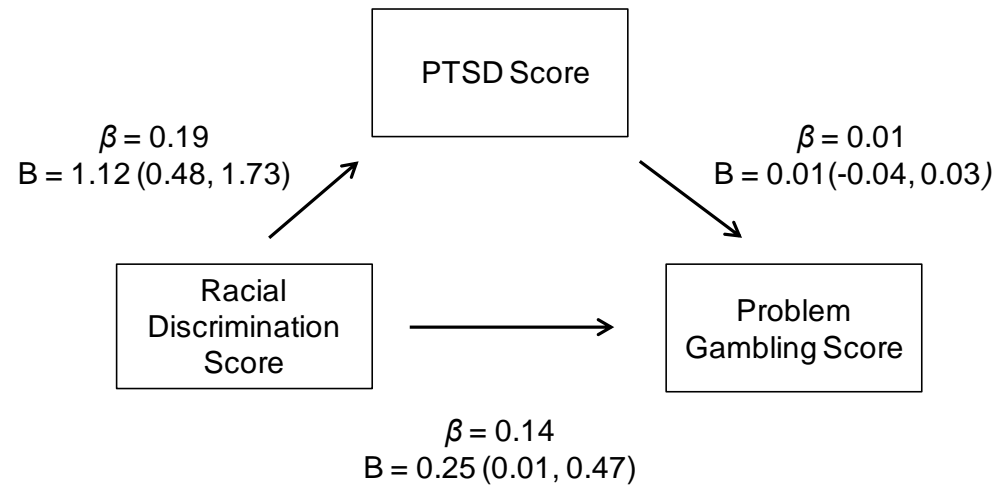 PTSD Score
β = 0.19
B = 1.12 (0.48, 1.73)
β = 0.01
B = 0.01(-0.04, 0.03)
Racial
Discrimination
Score
Problem
Gambling Score
β = 0.14
B = 0.25 (0.01, 0.47)